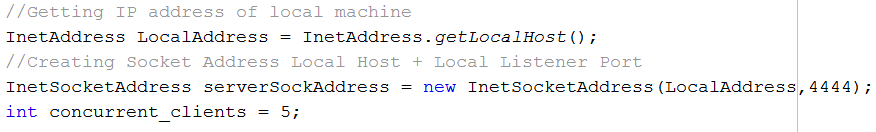 //Getting IP address of local machine
InetAddress LocalAddress = InetAddress.getLocalHost();
//Creating Socket Address Local Host + Local Listener Port
InetSocketAddress serverSockAddress = new InetSocketAddress(LocalAddress,4444);
int concurrent_clients = 5;